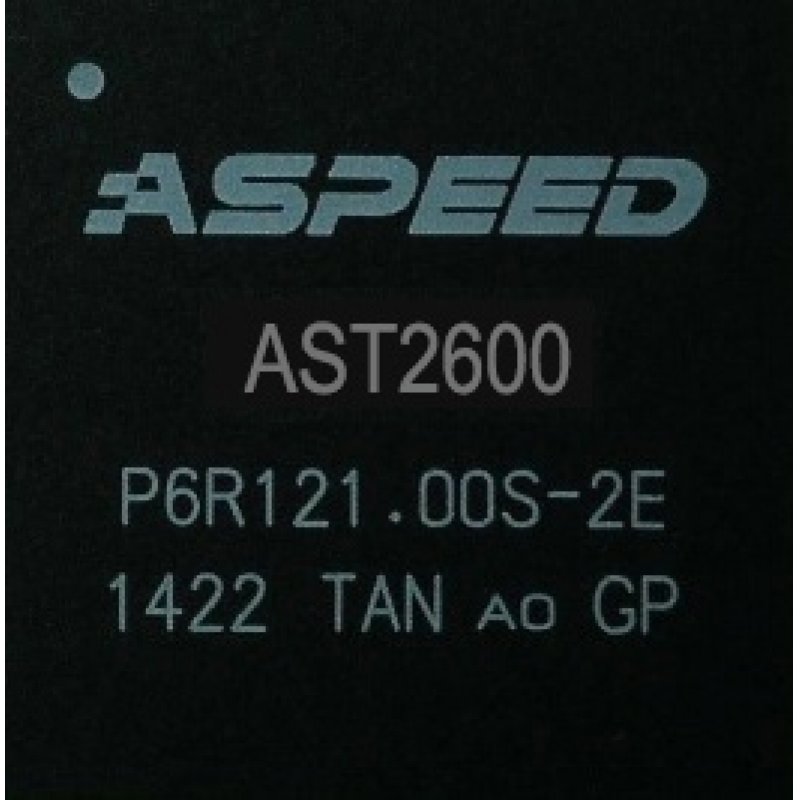 ASPEED
AST2600
P6R121.00S-2E
1422 TAN A0 GP